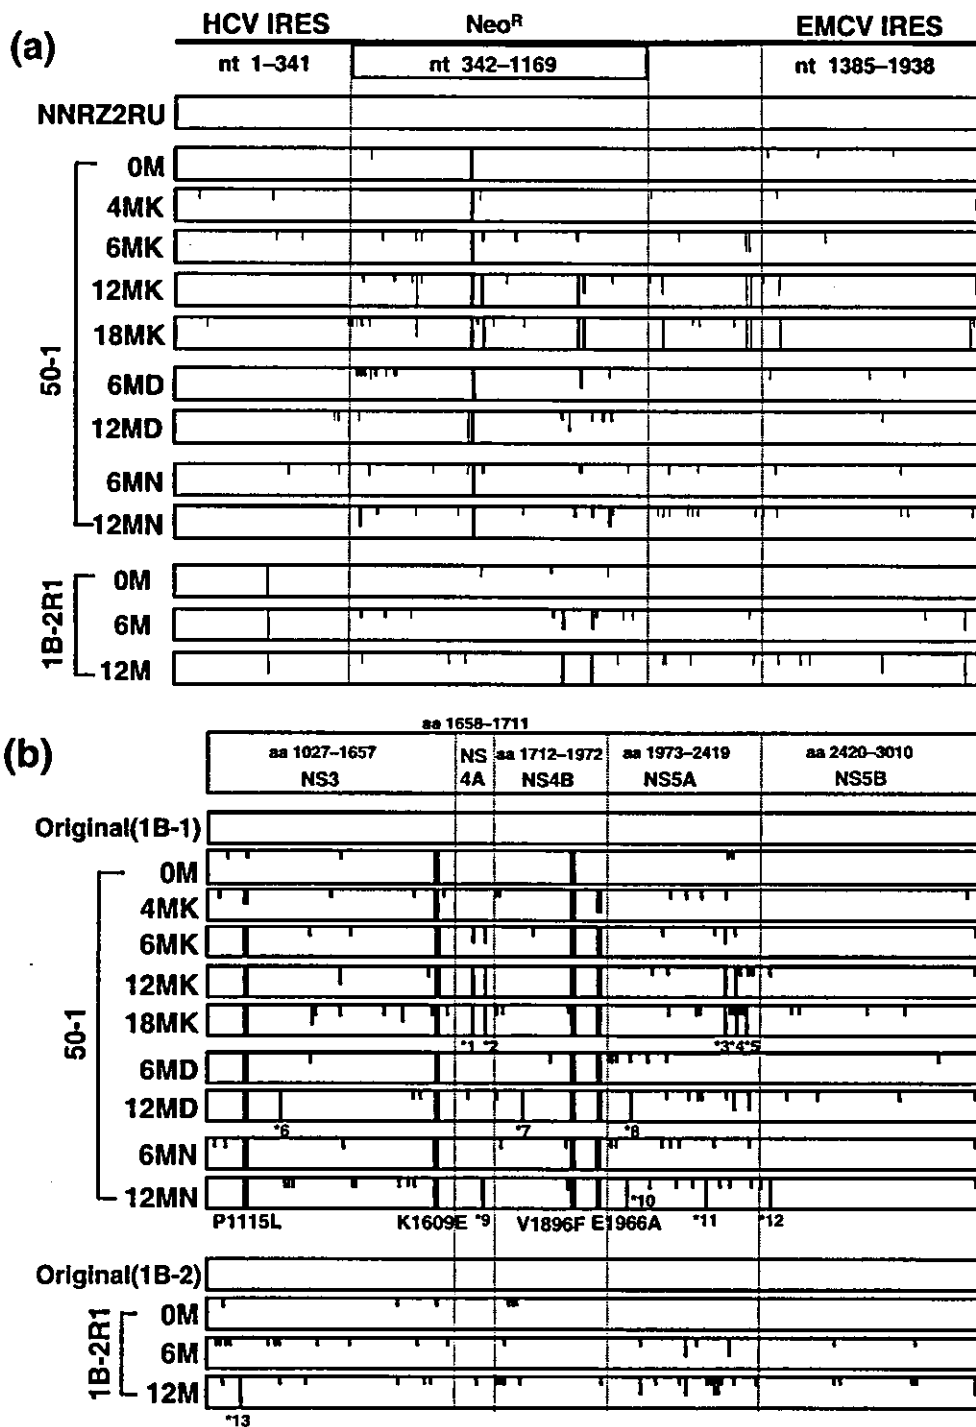 (a)
HCV IRES NeoR EMCV IRES
nt 1–341 nt 342–1169 nt 1385–1938
NNRZ2RU
50-1
0M
4MK
6MK
12MK
18MK
6MD
12MD
6MN
12MN
1B-2R1
0M
6M
12M
(b)
aa 1658–1711
aa 1027–1657 NS aa 1712–1972 aa 1973–2419 aa 2420–3010
NS3 4A NS4B NS5A NS5B
Original(1B-1)
50-1
0M
4MK
6MK
12MK
18MK
*1 *2 *3*4*5
6MD
12MD
*6 *7 *8
6MN
12MN
*10
P1115L K1609E *9 V1896F E1966A *11 *12
Original(1B-2)
1B-2R1
0M
6M
12M
*13